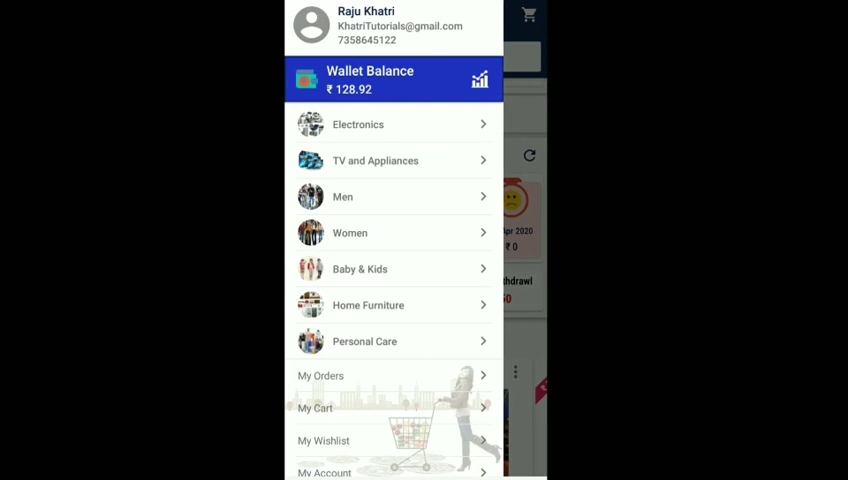 Raju Khatri
KhatriTutorials@gmail.com
7358645122
Wallet Balance
₹ 128.92
Electronics
TV and Appliances
Men
Women
Baby & Kids
Home Furniture
Personal Care
My Orders
My Cart
My Wishlist
My Account
Apr 2020
₹ 0